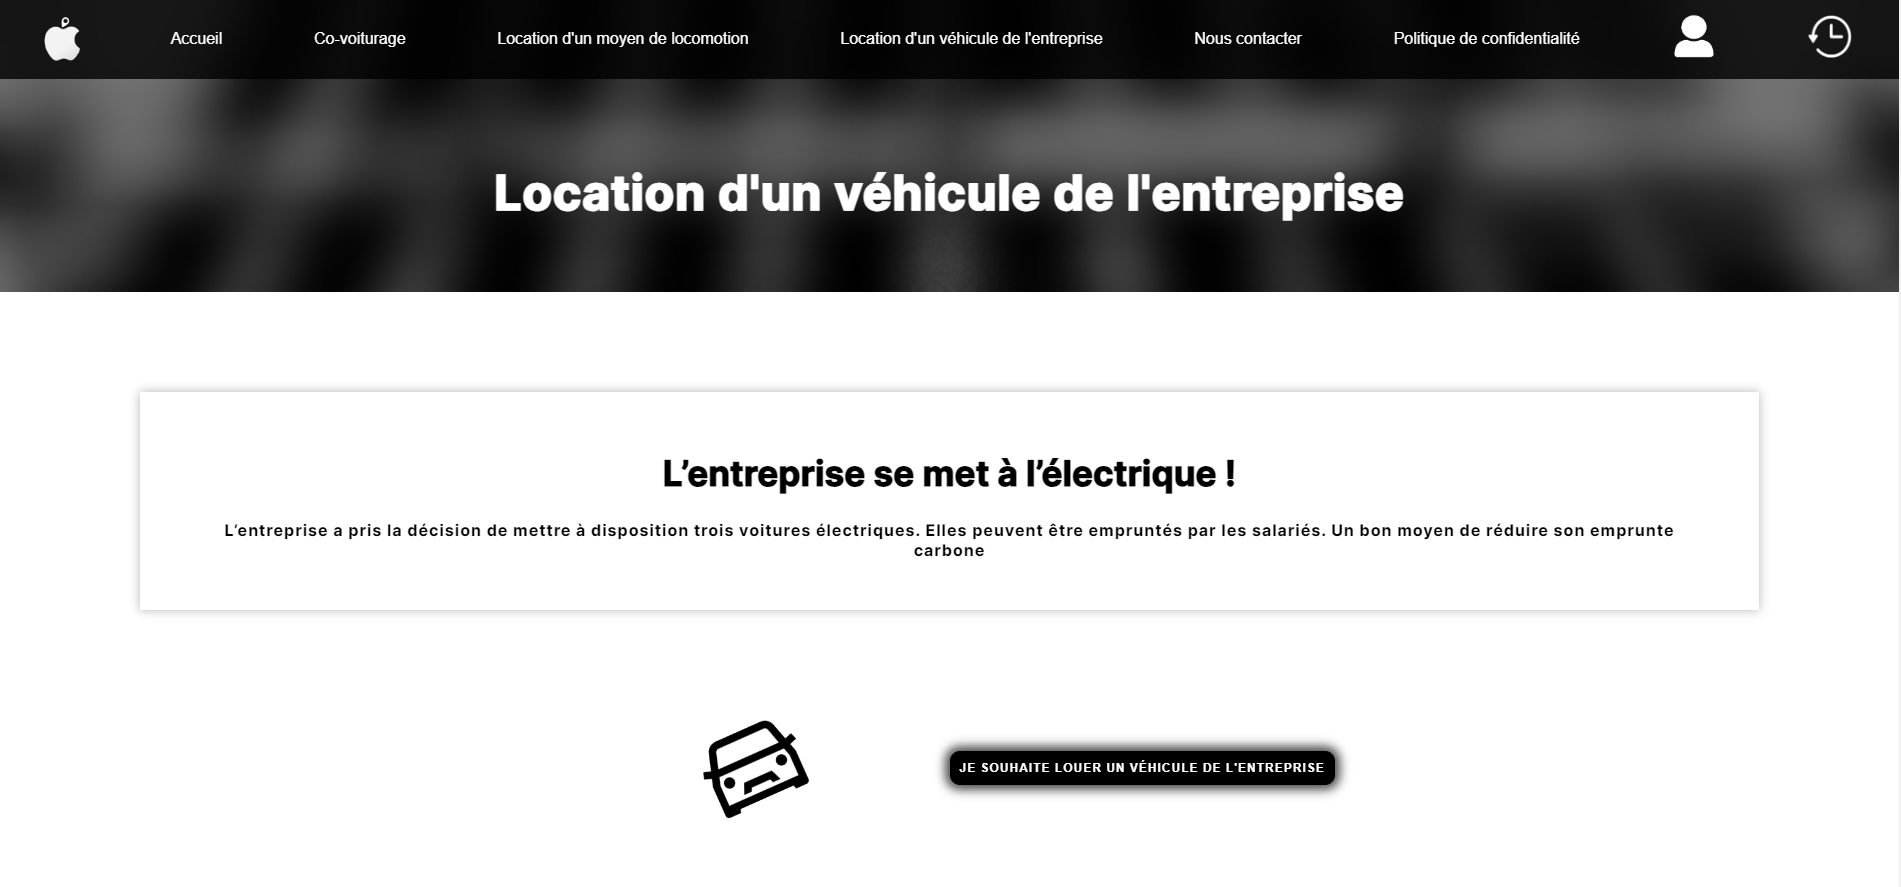 Accueil
Co-voiturage
Location d'un moyen de locomotion
Location d'un véhicule de l'entreprise
Nous contacter
Politique de confidentialité
Location d'un véhicule de l'entreprise
L’entreprise se met à l’électrique !
L’entreprise a pris la décision de mettre à disposition trois voitures électriques. Elles peuvent être empruntés par les salariés. Un bon moyen de réduire son emprunte
carbone
JE SOUHAITE LOUER UN VÉHICULE DE L'ENTREPRISE